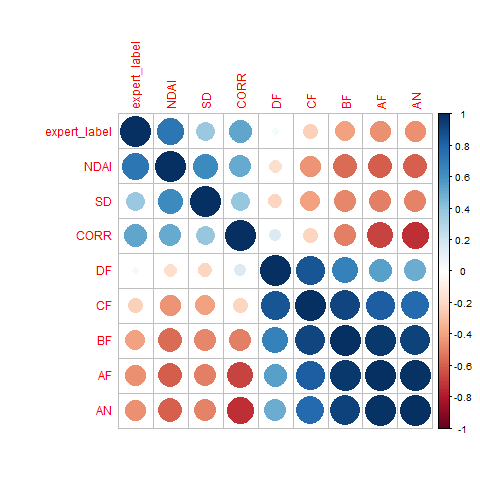 expert_label
NDAI
SD
CORR
DF
CF
BF
AF
AN
expert_label
NDAI
SD
CORR
DF
CF
BF
AF
AN
1
0.8
0.6
0.4
0.2
0
-0.2
-0.4
-0.6
-0.8
-1